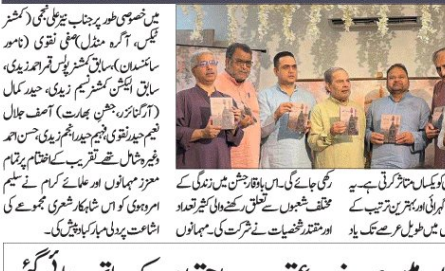 میں خصوصی طور پر جناب نیر علی نجمی (کمشنر
ٹیکس، آگرہ منڈل) صفی نقوی (نامور
سائنسدان)، سابق کمشنر پولس قمر احمد زیدی،
سابق الیکشن کمشنر نسیم زیدی، حیدر کمال
(آرگنائزر، جشن بھارت) آصف جلال
نعیم حیدر نقوی، فہیم حیدر، انجم زیدی، حسن احمد
وغیرہ شامل تھے تقریب کے اختتام پر تمام
معزز مہمانوں اور علمائے کرام نے سلیم
امروہوی کو اس شاہکار شعری مجموعے کی
اشاعت پر دلی مبارکباد پیش کی۔
رکھی جائے گی۔ اس باوقار جشن میں زندگی کے
مختلف شعبوں سے تعلق رکھنے والی کثیر تعداد
اور مقتدر شخصیات نے شرکت کی۔ مہمانوں
کو یکساں متاثر کرتی ہے۔ یہ
گہرائی اور بہترین ترتیب کے
میں طویل عرصے تک یاد